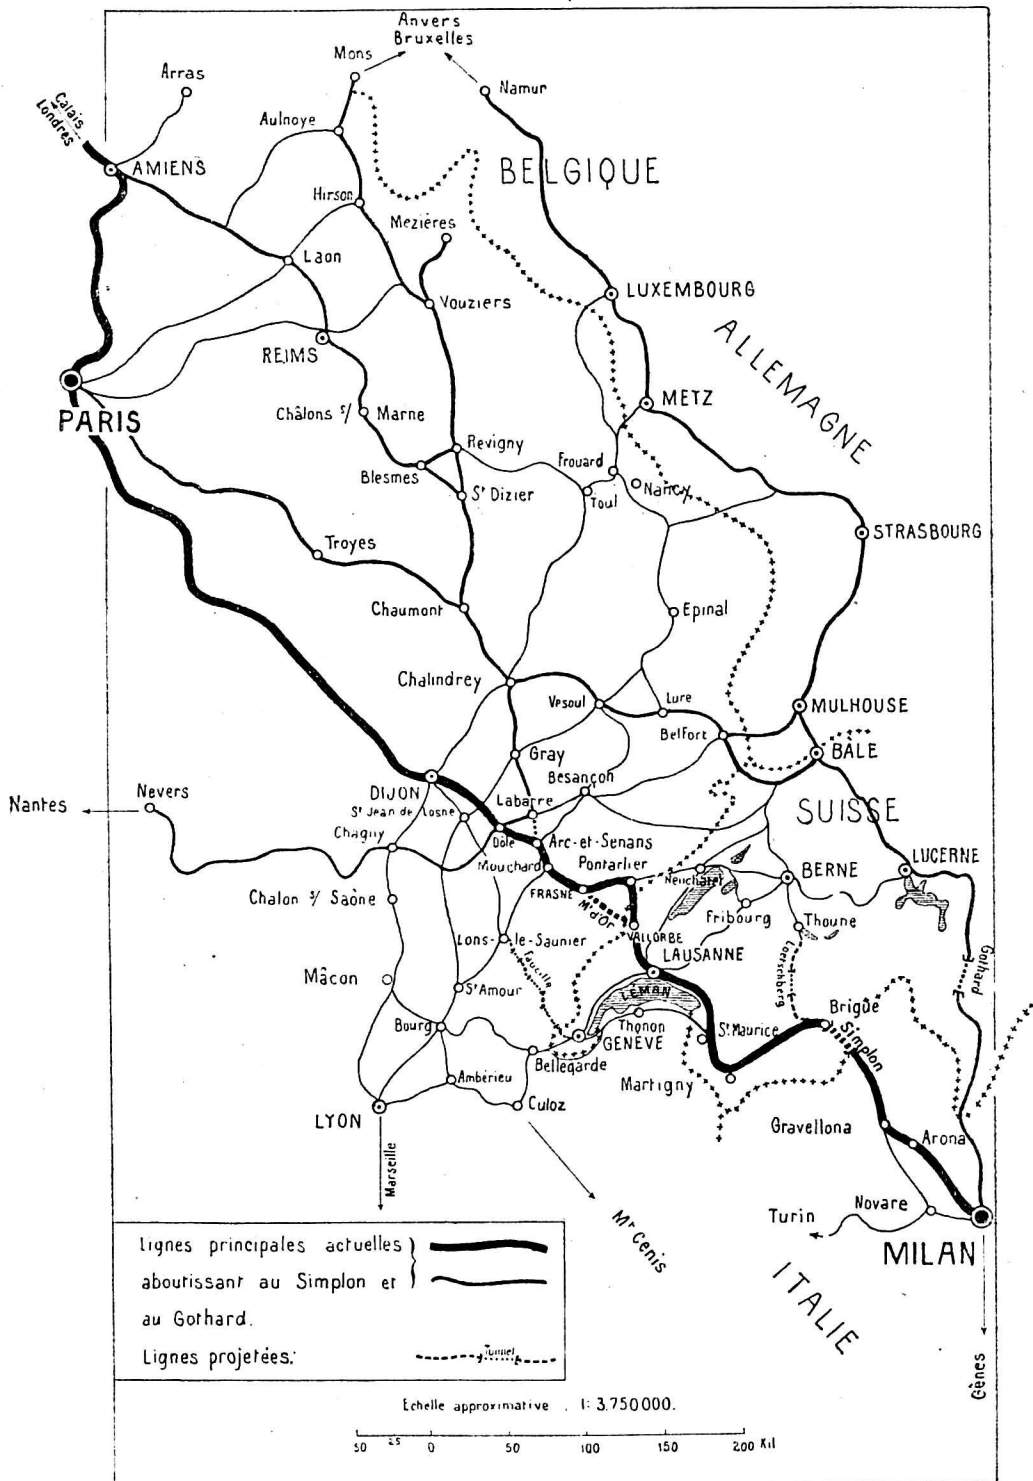 Anvers
Bruxelles
Mons
Arras
Namur
Calais
Londres
Aulnoye
AMIENS
BELGIQUE
Hirson
Mezières
Laon
LUXEMBOURG
Vouziers
ALLEMAGNE
REIMS
PARIS
METZ
Châlons s/ Marne
Revigny
Frouard
Blesmes
St Dizier
Toul
Nancy
STRASBOURG
Troyes
Chaumont
Epinal
Chalindrey
Vesoul
Lure
MULHOUSE
Belfort
BÂLE
Gray
DIJON
Besançon
Nantes
Nevers
St Jean de Losne
Labarre
SUISSE
Chagny
Dôle
Arc-et-Senans
Pontarlier
LUCERNE
Mouchard
Neuchâtel
BERNE
Chalon s/ Saône
FRASNE
Mt d'Or
Fribourg
Thoune
VALLORBE
Lons-le-Saunier
LAUSANNE
Gothard
Faucille
Loetschberg
Mâcon
St Amour
LÉMAN
Brigue
Bourg
Thonon
St Maurice
Simplon
GENÈVE
Bellegarde
Ambérieu
Martigny
Culoz
LYON
Gravellona
Arona
Marseille
Mt Cenis
Turin
Novare
MILAN
ITALIE
Gênes
Lignes principales actuelles
aboutissant au Simplon et
au Gothard.
Lignes projetées:
Tunnel
Echelle approximative . 1: 3.750000.
50 25 0 50 100 150 200 Kil